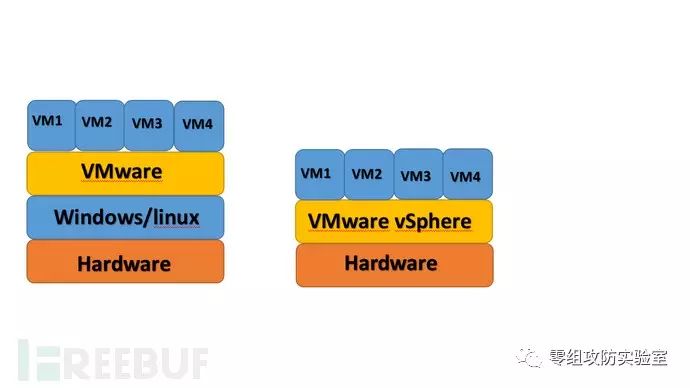 VM1 VM2 VM3 VM4
VMware
Windows/linux
Hardware
VM1 VM2 VM3 VM4
VMware vSphere
Hardware
FREEBUF
零组攻防实验室